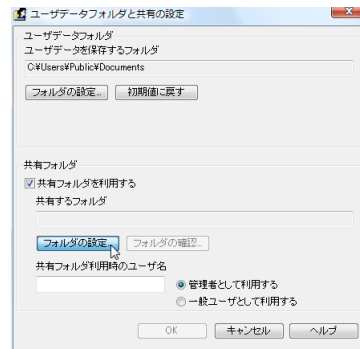 ユーザデータフォルダと共有の設定
ユーザデータフォルダ
ユーザデータを保存するフォルダ
C:¥Users¥Public¥Documents
フォルダの設定... 初期値に戻す
共有フォルダ
共有フォルダを利用する
共有するフォルダ
フォルダの設定... フォルダの確認...
共有フォルダ利用時のユーザ名
管理者として利用する
一般ユーザとして利用する
OK キャンセル ヘルプ